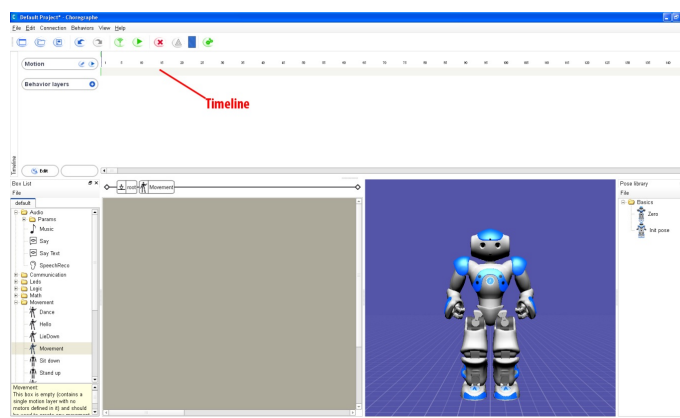 Default Project* - Choregraphe
File Edit Connection Behaviors View Help
Motion
Behavior layers
Timeline
Timeline
Edit
Box List
File
default
Audio
Params
Music
Say
Say Text
SpeechReco
Communication
Leds
Logic
Math
Movement
Dance
Hello
LieDown
Movement
Sit down
Stand up
Movement
This box is empty (contains a
single motion layer with no
motors defined in it) and should
root
Movement
Pose library
File
Basics
Zero
Init pose